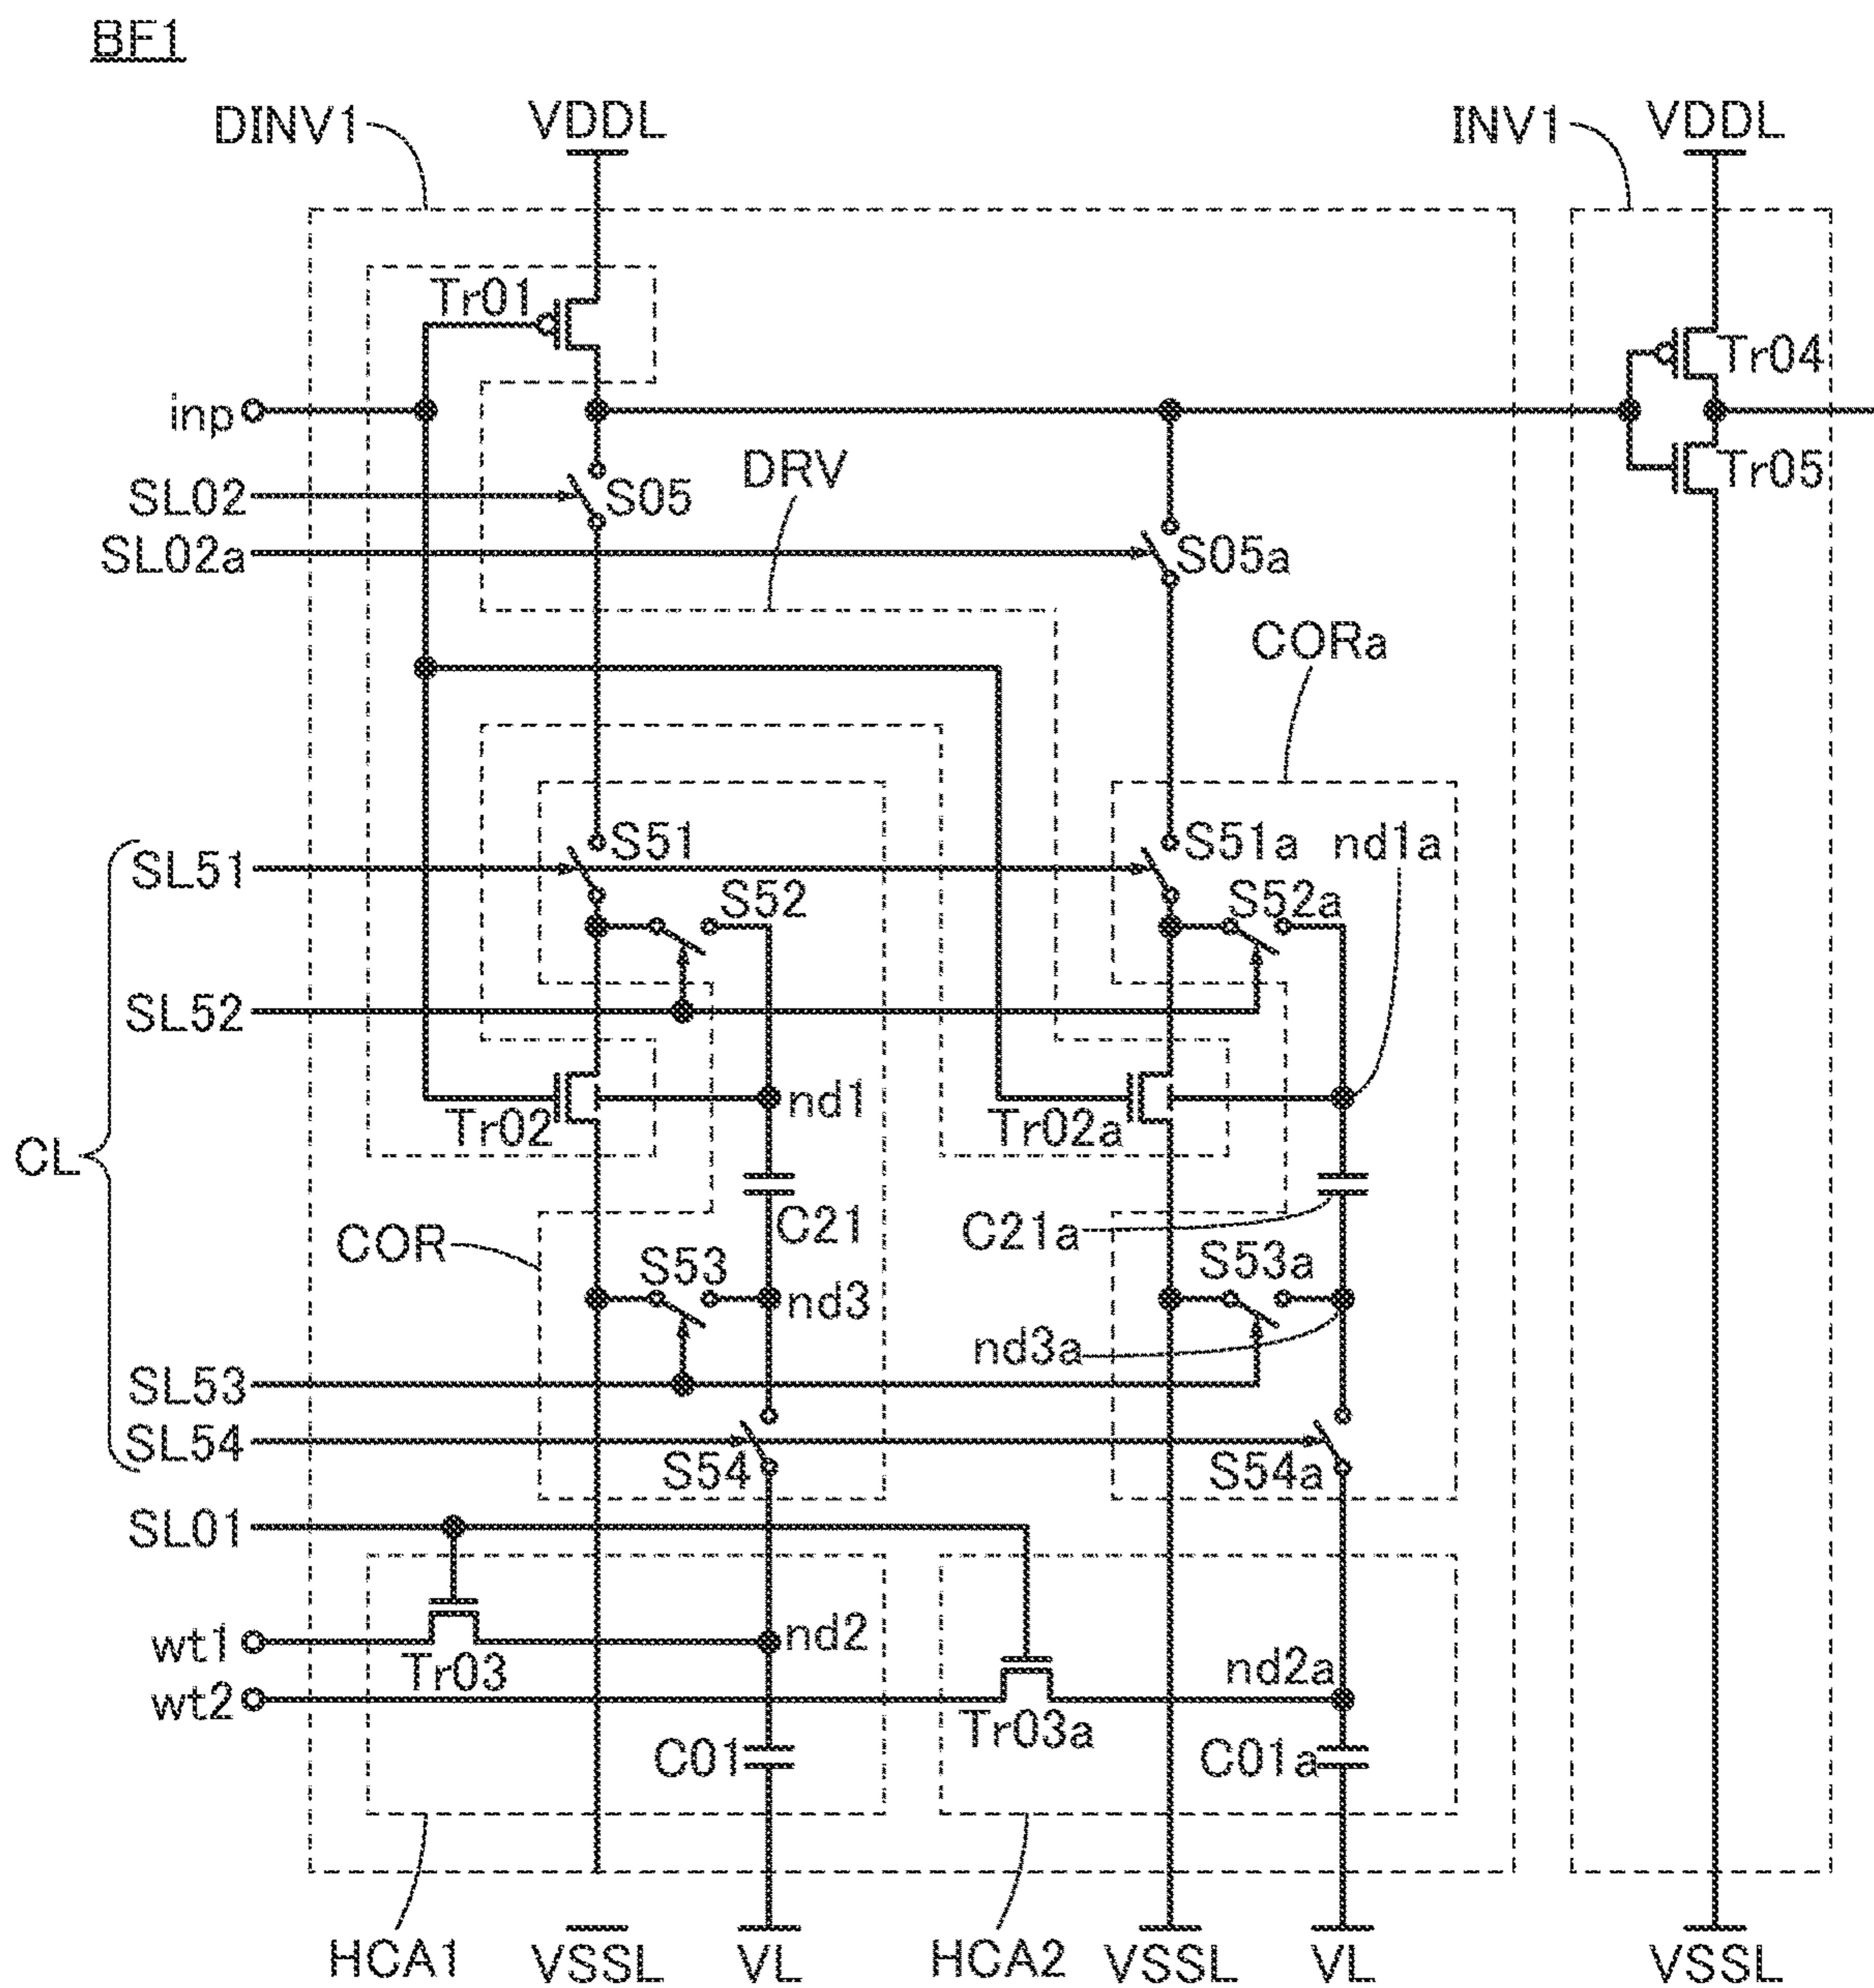 BF1
DINV1
VDDL
INV1
VDDL
Tr01
Tr04
inp
Tr05
DRV
SL02
S05
SL02a
S05a
CORa
S51
S51a
nd1a
SL51
S52
S52a
SL52
nd1
Tr02
Tr02a
CL
C21
C21a
COR
S53
S53a
nd3
nd3a
SL53
SL54
S54
S54a
SL01
nd2
wt1
Tr03
nd2a
wt2
Tr03a
C01
C01a
HCA1
VSSL
VL
HCA2
VSSL
VL
VSSL